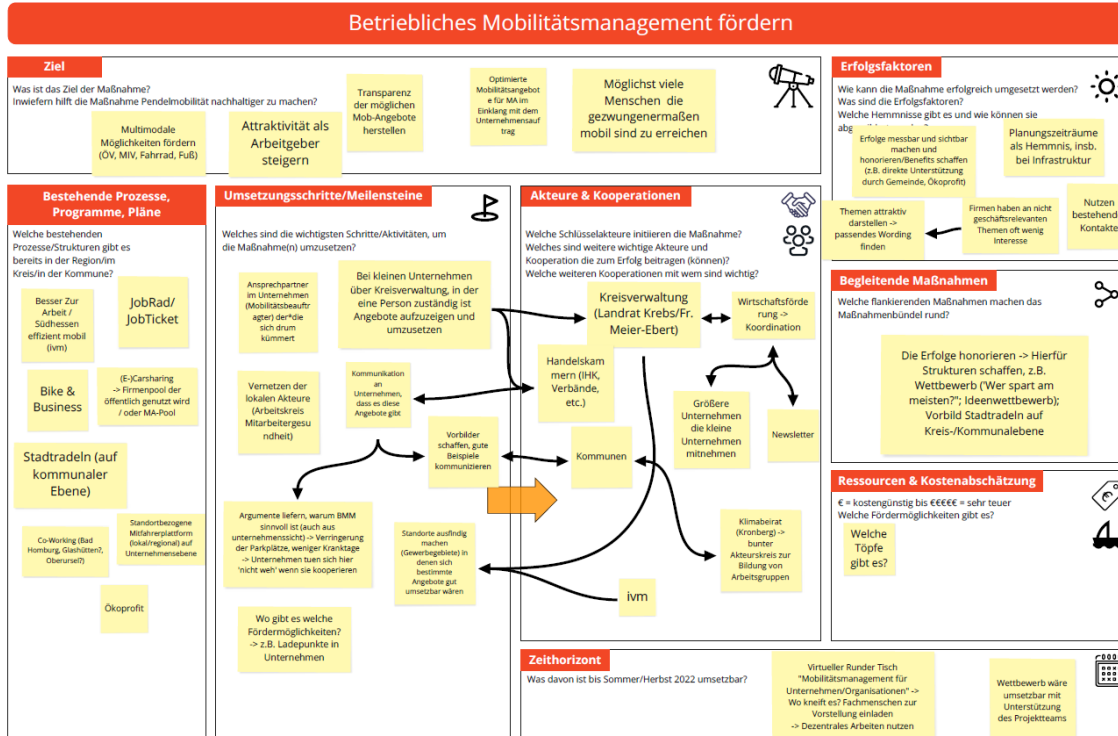 Betriebliches Mobilitätsmanagement fördern
Ziel
Was ist das Ziel der Maßnahme?
Inwiefern hilft die Maßnahme Pendelmobilität nachhaltiger zu machen?
Multimodale
Möglichkeiten fördern
(ÖV, MIV, Fahrrad, Fuß)
Attraktivität als
Arbeitgeber
steigern
Transparenz
der möglichen
Mob-Angebote
herstellen
Optimierte
Mobilitätsangebot
e für MA im
Einklang mit dem
Unternehmensauf
trag
Möglichst viele
Menschen die
gezwungenermaßen
mobil sind zu erreichen
Erfolgsfaktoren
Wie kann die Maßnahme erfolgreich umgesetzt werden?
Was sind die Erfolgsfaktoren?
Welche Hemmnisse gibt es und wie können sie
Erfolge messbar und sichtbar
machen und
honorieren/Benefits schaffen
(z.B. direkte Unterstützung
durch Gemeinde, Ökoprofit)
Planungszeiträume
als Hemmnis, insb.
bei Infrastruktur
Themen attraktiv
darstellen ->
passendes Wording
finden
Firmen haben an nicht
geschäftsrelevanten
Themen oft wenig
Interesse
Nutzen
bestehende
Kontakte
Bestehende Prozesse,
Programme, Pläne
Welche bestehenden
Prozesse/Strukturen gibt es
bereits in der Region/im
Kreis/in der Kommune?
Besser Zur
Arbeit /
Südhessen
effizient mobil
(ivm)
JobRad/
JobTicket
Bike &
Business
(E-)Carsharing
-> Firmenpool der
öffentlich genutzt wird
/ oder MA-Pool
Stadtradeln (auf
kommunaler
Ebene)
Co-Working (Bad
Homburg, Glashütten?,
Oberursel?)
Standortbezogene
Mitfahrerplattform
(lokal/regional) auf
Unternehmensebene
Ökoprofit
Umsetzungsschritte/Meilensteine
Welches sind die wichtigsten Schritte/Aktivitäten, um
die Maßnahme(n) umzusetzen?
Ansprechpartner
im Unternehmen
(Mobilitätsbeauftr
agter) der*die
sich drum
kümmert
Bei kleinen Unternehmen
über Kreisverwaltung, in der
eine Person zuständig ist
Angebote aufzuzeigen und
umzusetzen
Vernetzen der
lokalen Akteure
(Arbeitskreis
Mitarbeitergesu
ndheit)
Kommunikation
an
Unternehmen,
dass es diese
Angebote gibt
Vorbilder
schaffen, gute
Beispiele
kommunizieren
Argumente liefern, warum BMM
sinnvoll ist (auch aus
unternehmenssicht) -> Verringerung
der Parkplätze, weniger Kranktage
-> Unternehmen tuen sich hier
'nicht weh' wenn sie kooperieren
Standorte ausfindig
machen
(Gewerbegebiete) in
denen sich
bestimmte
Angebote gut
umsetzbar wären
Wo gibt es welche
Fördermöglichkeiten?
-> z.B. Ladepunkte in
Unternehmen
Akteure & Kooperationen
Welche Schlüsselakteure initiieren die Maßnahme?
Welches sind weitere wichtige Akteure und
Kooperation die zum Erfolg beitragen (können)?
Welche weiteren Kooperationen mit wem sind wichtig?
Kreisverwaltung
(Landrat Krebs/Fr.
Meier-Ebert)
Wirtschaftsförde
rung ->
Koordination
Handelskam
mern (IHK,
Verbände,
etc.)
Größere
Unternehmen
die kleine
Unternehmen
mitnehmen
Newsletter
Kommunen
Klimabeirat
(Kronberg) ->
bunter
Akteurskreis zur
Bildung von
Arbeitsgruppen
ivm
Begleitende Maßnahmen
Welche flankierenden Maßnahmen machen das
Maßnahmenbündel rund?
Die Erfolge honorieren -> Hierfür
Strukturen schaffen, z.B.
Wettbewerb ('Wer spart am
meisten?"; Ideenwettbewerb);
Vorbild Stadtradeln auf
Kreis-/Kommunalebene
Ressourcen & Kostenabschätzung
€ = kostengünstig bis €€€€€ = sehr teuer
Welche Fördermöglichkeiten gibt es?
Welche
Töpfe
gibt es?
Zeithorizont
Was davon ist bis Sommer/Herbst 2022 umsetzbar?
Virtueller Runder Tisch
"Mobilitätsmanagement für
Unternehmen/Organisationen" ->
Wo kneift es? Fachmenschen zur
Vorstellung einladen
-> Dezentrales Arbeiten nutzen
Wettbewerb wäre
umsetzbar mit
Unterstützung
des Projektteams